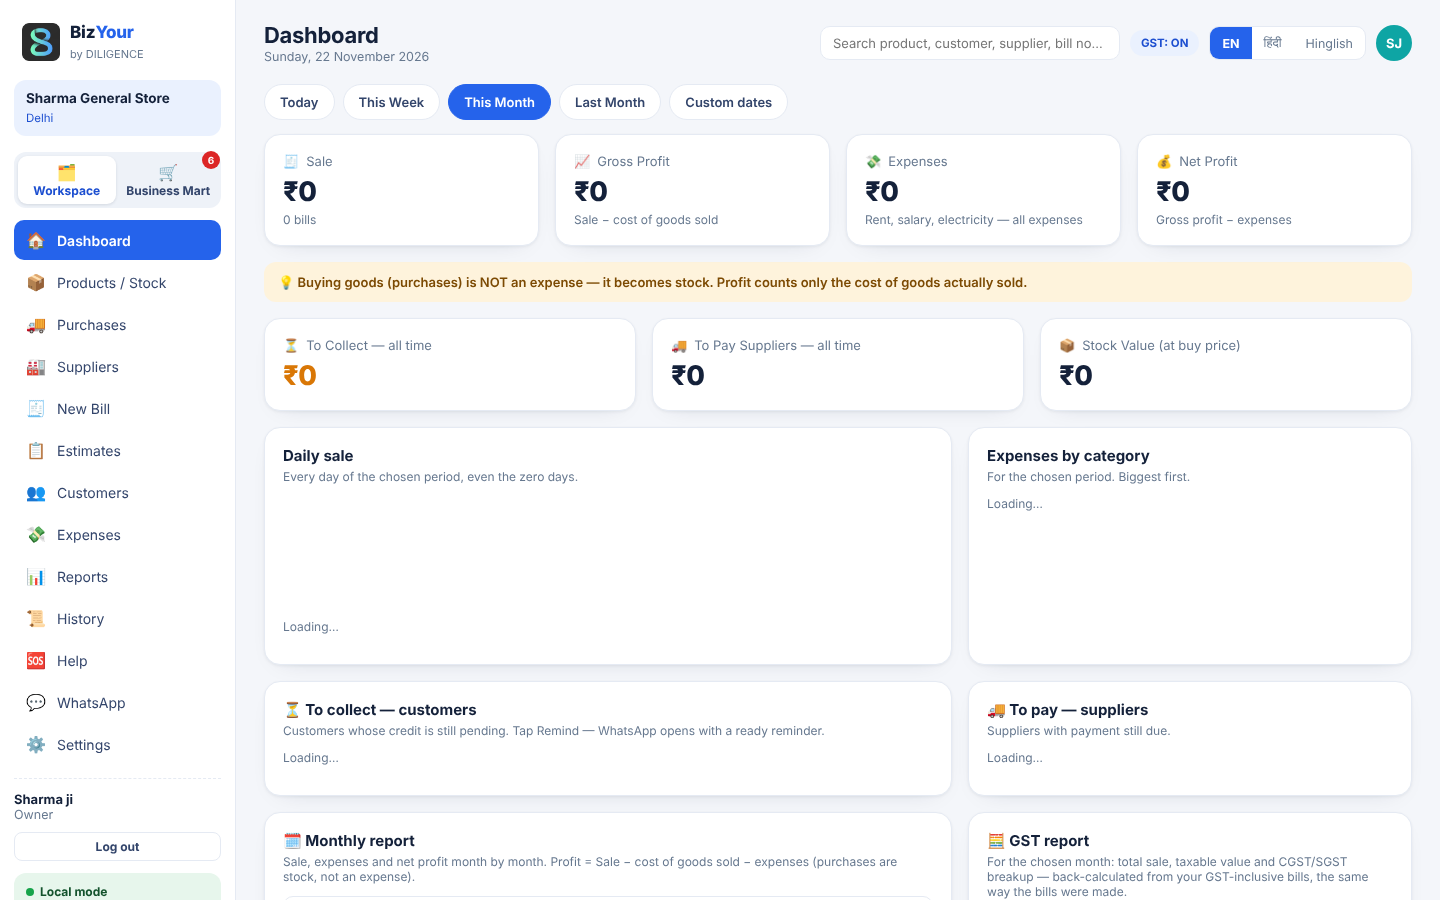 BizYour
by DILIGENCE
Sharma General Store
Delhi
Workspace
Business Mart
6
Dashboard
Products / Stock
Purchases
Suppliers
New Bill
Estimates
Customers
Expenses
Reports
History
Help
WhatsApp
Settings
Sharma ji
Owner
Log out
Local mode
Dashboard
Sunday, 22 November 2026
Search product, customer, supplier, bill no...
GST: ON
EN
हिंदी
Hinglish
SJ
Today
This Week
This Month
Last Month
Custom dates
Sale
₹0
0 bills
Gross Profit
₹0
Sale − cost of goods sold
Expenses
₹0
Rent, salary, electricity — all expenses
Net Profit
₹0
Gross profit − expenses
Buying goods (purchases) is NOT an expense — it becomes stock. Profit counts only the cost of goods actually sold.
To Collect — all time
₹0
To Pay Suppliers — all time
₹0
Stock Value (at buy price)
₹0
Daily sale
Every day of the chosen period, even the zero days.
Loading...
Expenses by category
For the chosen period. Biggest first.
Loading...
To collect — customers
Customers whose credit is still pending. Tap Remind — WhatsApp opens with a ready reminder.
Loading...
To pay — suppliers
Suppliers with payment still due.
Loading...
Monthly report
Sale, expenses and net profit month by month. Profit = Sale − cost of goods sold − expenses (purchases are
stock, not an expense).
GST report
For the chosen month: total sale, taxable value and CGST/SGST
breakup — back-calculated from your GST-inclusive bills, the same
way the bills were made.